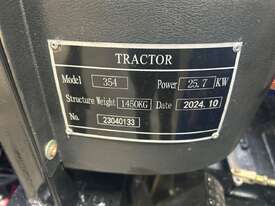 TRACTOR
Model 354 Power 25.7 KW
Structure Weight 1450KG Date 2024.10
No. 23040133